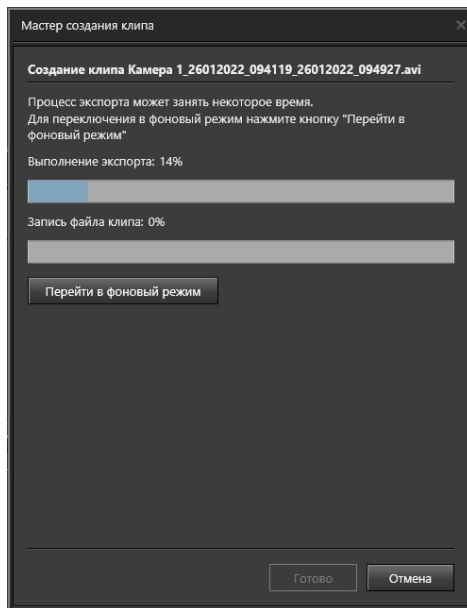 Мастер создания клипа
Создание клипа Камера 1_26012022_094119_26012022_094927.avi
Процесс экспорта может занять некоторое время.
Для переключения в фоновый режим нажмите кнопку "Перейти в
фоновый режим"
Выполнение экспорта: 14%
Запись файла клипа: 0%
Перейти в фоновый режим
Готово
Отмена